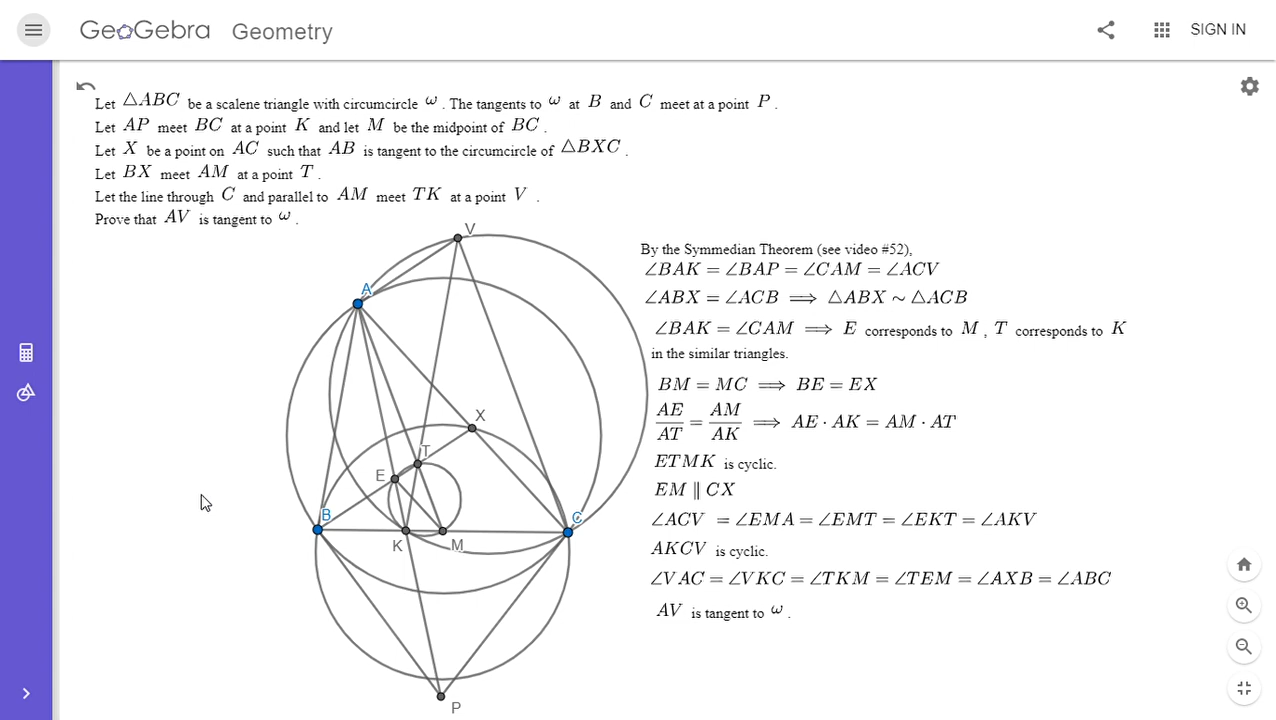 GeoGebra Geometry SIGN IN
Let △ABC be a scalene triangle with circumcircle ω . The tangents to ω at B and C meet at a point P .
Let AP meet BC at a point K and let M be the midpoint of BC .
Let X be a point on AC such that AB is tangent to the circumcircle of △BXC .
Let BX meet AM at a point T .
Let the line through C and parallel to AM meet TK at a point V .
Prove that AV is tangent to ω .
By the Symmedian Theorem (see video #52),
∠BAK = ∠BAP = ∠CAM = ∠ACV
∠ABX = ∠ACB ⟹ △ABX ∼ △ACB
∠BAK = ∠CAM ⟹ E corresponds to M , T corresponds to K
in the similar triangles.
BM = MC ⟹ BE = EX
AE/AT = AM/AK ⟹ AE · AK = AM · AT
ETMK is cyclic.
EM ∥ CX
∠ACV = ∠EMA = ∠EMT = ∠EKT = ∠AKV
AKCV is cyclic.
∠VAC = ∠VKC = ∠TKM = ∠TEM = ∠AXB = ∠ABC
AV is tangent to ω .
V
A
X
T
E
B
C
K
M
P